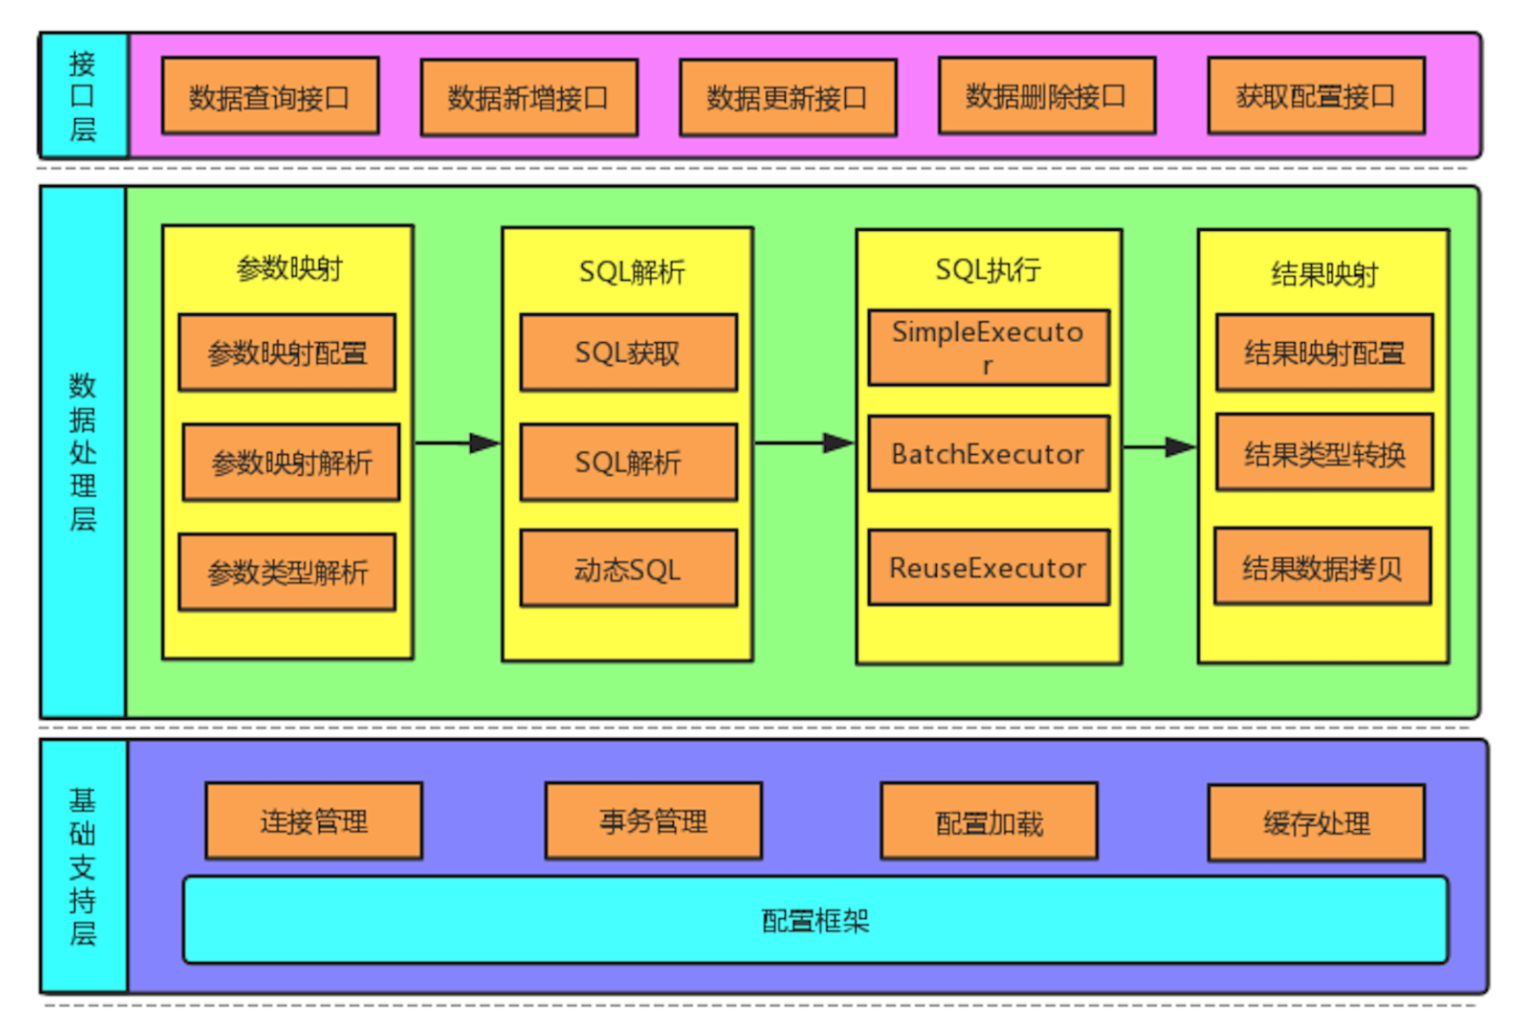 接口层
数据查询接口
数据新增接口
数据更新接口
数据删除接口
获取配置接口
数据处理层
参数映射
参数映射配置
参数映射解析
参数类型解析
SQL解析
SQL获取
SQL解析
动态SQL
SQL执行
SimpleExecuto
r
BatchExecutor
ReuseExecutor
结果映射
结果映射配置
结果类型转换
结果数据拷贝
基础支持层
连接管理
事务管理
配置加载
缓存处理
配置框架